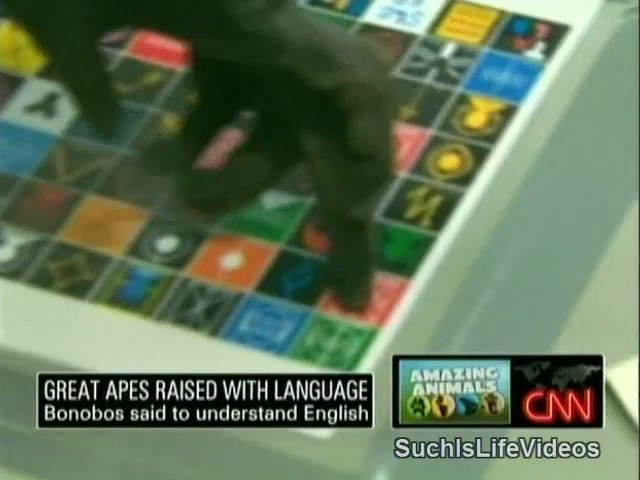 GREAT APES RAISED WITH LANGUAGE
Bonobos said to understand English
AMAZING
ANIMALS
CNN
SuchIsLifeVideos